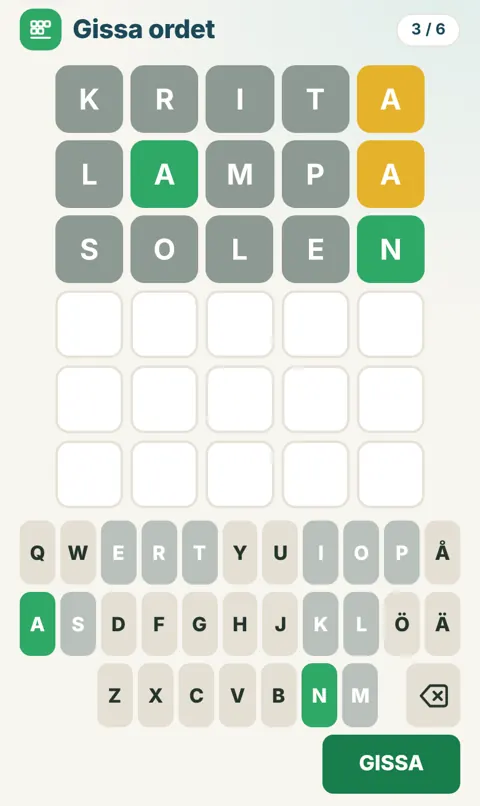 Gissa ordet
3 / 6
K R I T A
L A M P A
S O L E N
Q W E R T Y U I O P Å
A S D F G H J K L Ö Ä
Z X C V B N M
GISSA